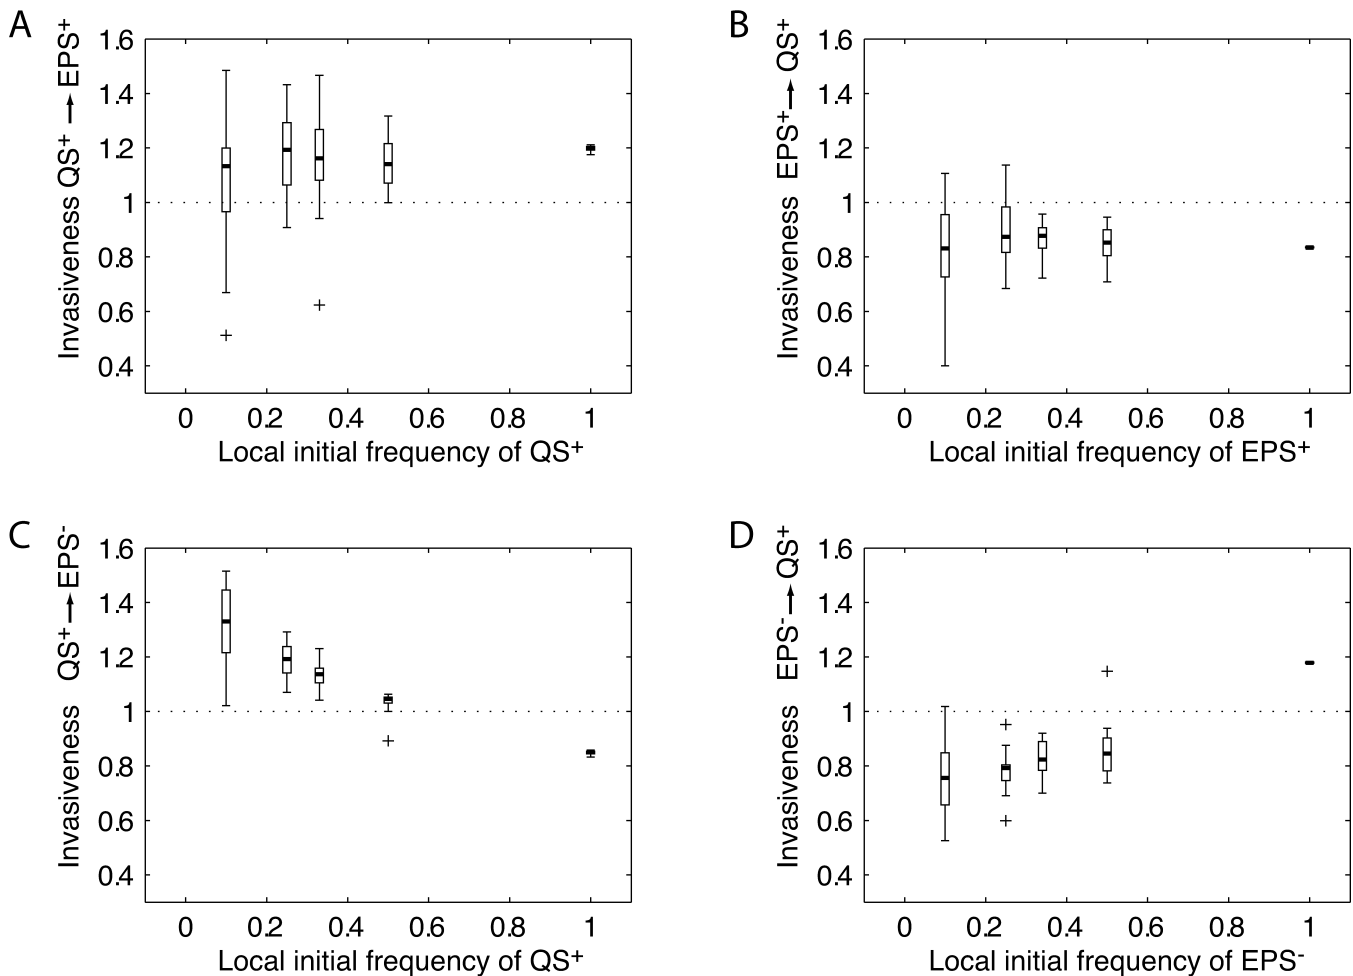 A
Invasiveness QS⁺ → EPS⁺
1.6
1.4
1.2
1
0.8
0.6
0.4
0 0.2 0.4 0.6 0.8 1
Local initial frequency of QS⁺
B
Invasiveness EPS⁺ → QS⁺
1.6
1.4
1.2
1
0.8
0.6
0.4
0 0.2 0.4 0.6 0.8 1
Local initial frequency of EPS⁺
C
Invasiveness QS⁺ → EPS⁻
1.6
1.4
1.2
1
0.8
0.6
0.4
0 0.2 0.4 0.6 0.8 1
Local initial frequency of QS⁺
D
Invasiveness EPS⁻ → QS⁺
1.6
1.4
1.2
1
0.8
0.6
0.4
0 0.2 0.4 0.6 0.8 1
Local initial frequency of EPS⁻